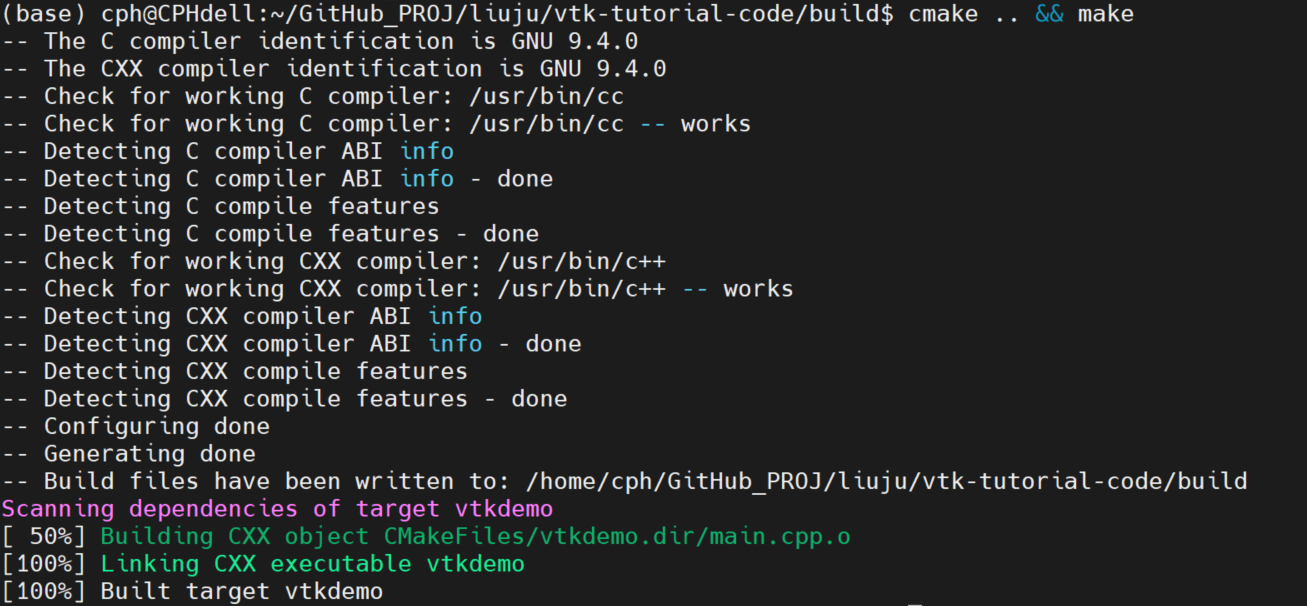 (base) cph@CPHdell:~/GitHub_PROJ/liuju/vtk-tutorial-code/build$ cmake .. && make
-- The C compiler identification is GNU 9.4.0
-- The CXX compiler identification is GNU 9.4.0
-- Check for working C compiler: /usr/bin/cc
-- Check for working C compiler: /usr/bin/cc -- works
-- Detecting C compiler ABI info
-- Detecting C compiler ABI info - done
-- Detecting C compile features
-- Detecting C compile features - done
-- Check for working CXX compiler: /usr/bin/c++
-- Check for working CXX compiler: /usr/bin/c++ -- works
-- Detecting CXX compiler ABI info
-- Detecting CXX compiler ABI info - done
-- Detecting CXX compile features
-- Detecting CXX compile features - done
-- Configuring done
-- Generating done
-- Build files have been written to: /home/cph/GitHub_PROJ/liuju/vtk-tutorial-code/build
Scanning dependencies of target vtkdemo
[ 50%] Building CXX object CMakeFiles/vtkdemo.dir/main.cpp.o
[100%] Linking CXX executable vtkdemo
[100%] Built target vtkdemo